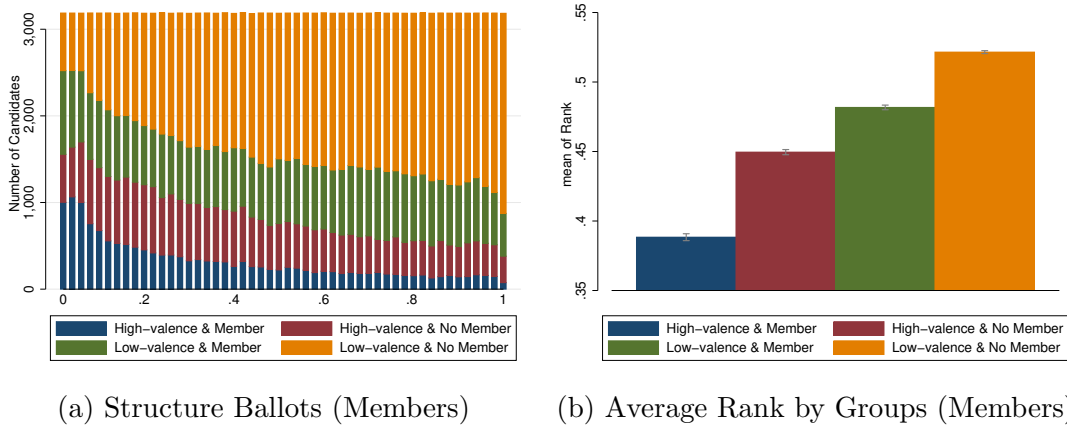 Number of Candidates
3,000
2,000
1,000
0
0 .2 .4 .6 .8 1
High-valence & Member High-valence & No Member
Low-valence & Member Low-valence & No Member
(a) Structure Ballots (Members)
mean of Rank
.55
.5
.45
.4
.35
High-valence & Member High-valence & No Member
Low-valence & Member Low-valence & No Member
(b) Average Rank by Groups (Members)